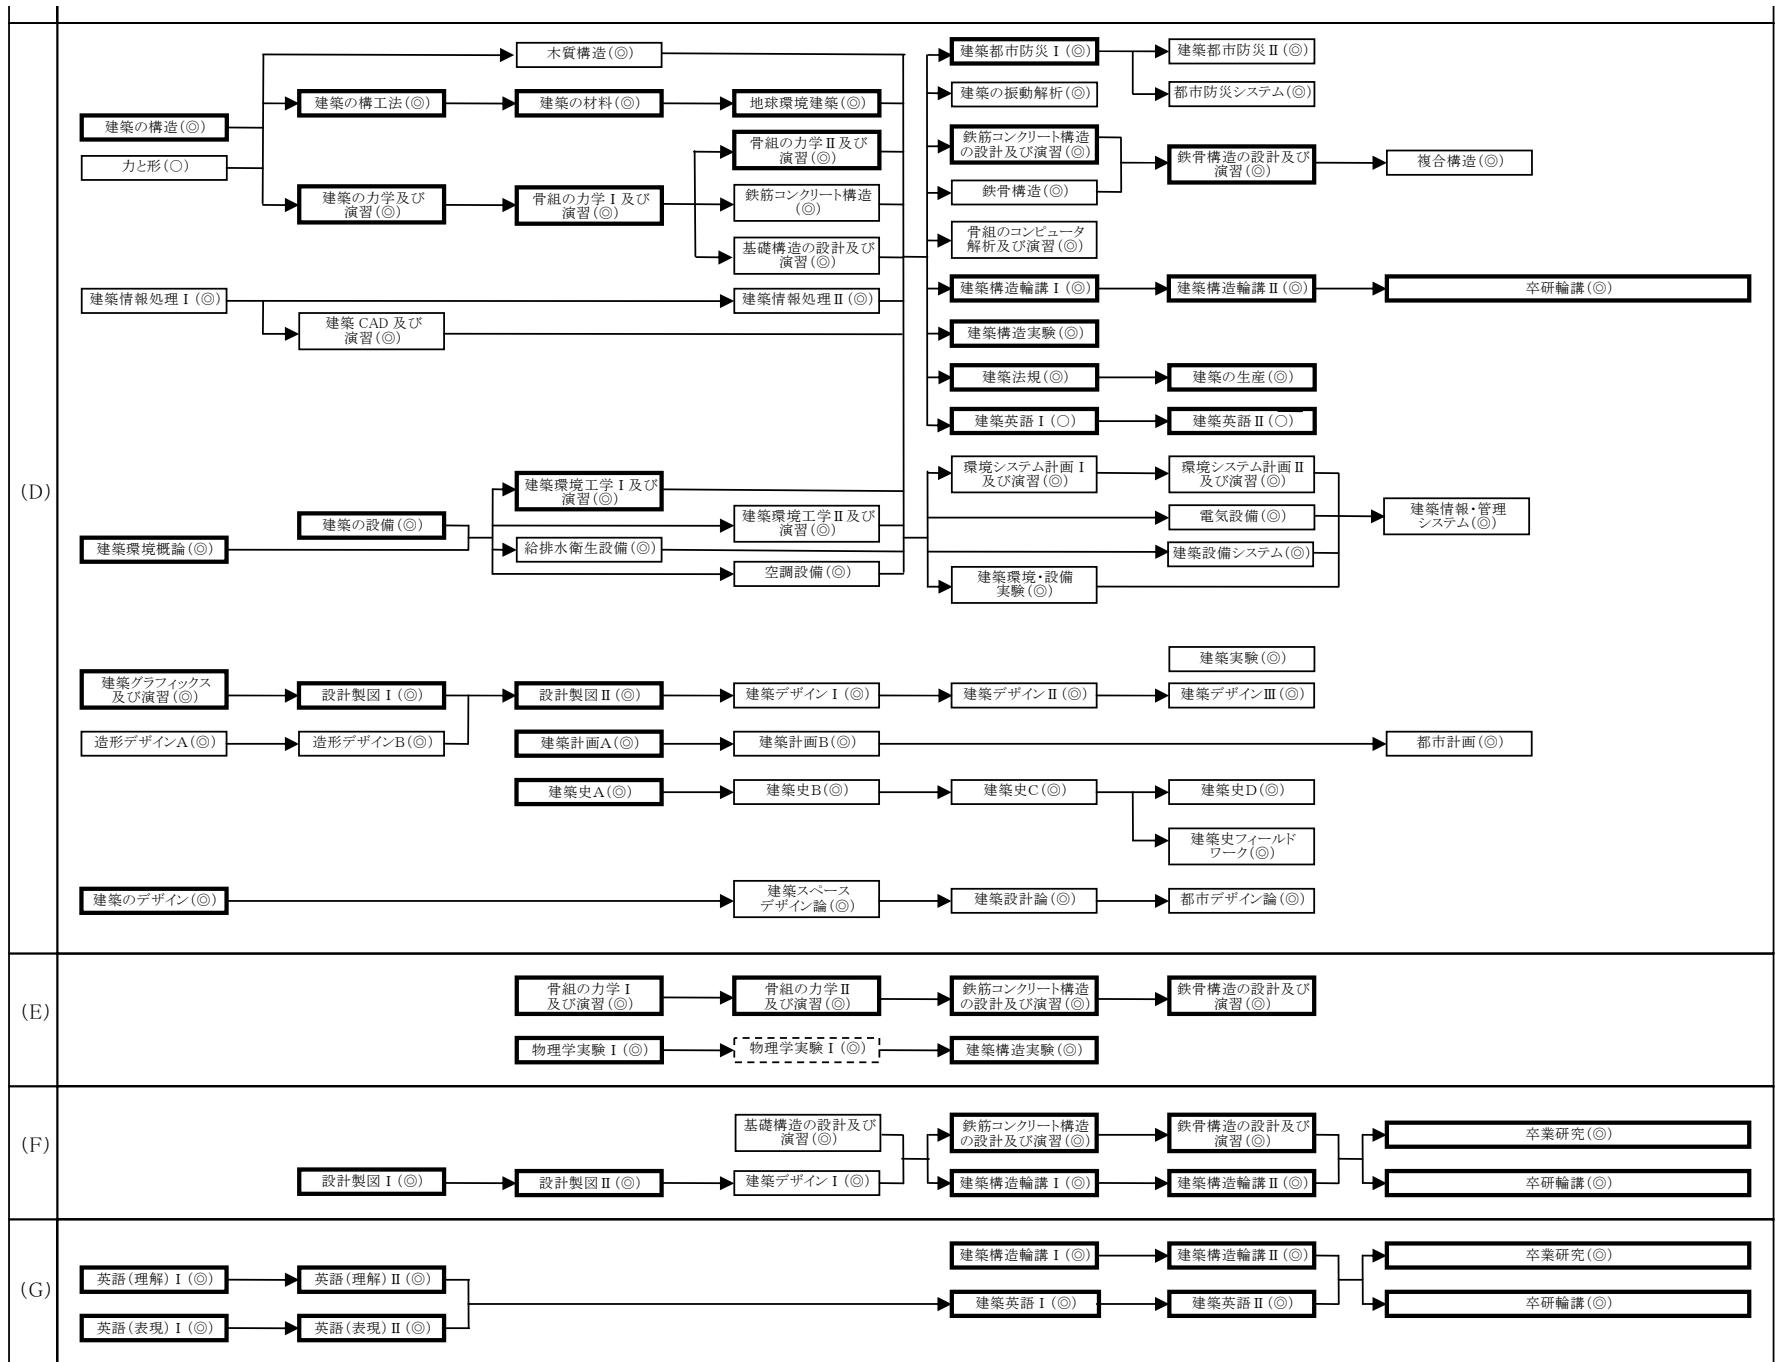 (D)
木質構造(◎)
建築都市防災Ⅰ(◎)
建築都市防災Ⅱ(◎)
建築の構造(◎)
建築の構工法(◎)
建築の材料(◎)
地球環境建築(◎)
建築の振動解析(◎)
都市防災システム(◎)
力と形(○)
骨組の力学Ⅱ及び
演習(◎)
鉄筋コンクリート構造
の設計及び演習(◎)
鉄骨構造の設計及び
演習(◎)
複合構造(◎)
建築の力学及び
演習(◎)
骨組の力学Ⅰ及び
演習(◎)
鉄筋コンクリート構造
(◎)
鉄骨構造(◎)
基礎構造の設計及び
演習(◎)
骨組のコンピュータ
解析及び演習(◎)
建築情報処理Ⅰ(◎)
建築情報処理Ⅱ(◎)
建築構造輪講Ⅰ(◎)
建築構造輪講Ⅱ(◎)
卒研輪講(◎)
建築 CAD 及び
演習(◎)
建築構造実験(◎)
建築法規(◎)
建築の生産(◎)
建築英語Ⅰ(○)
建築英語Ⅱ(○)
建築環境工学Ⅰ及び
演習(◎)
環境システム計画Ⅰ
及び演習(◎)
環境システム計画Ⅱ
及び演習(◎)
建築の設備(◎)
建築環境工学Ⅱ及び
演習(◎)
電気設備(◎)
建築情報・管理
システム(◎)
建築環境概論(◎)
給排水衛生設備(◎)
建築設備システム(◎)
空調設備(◎)
建築環境・設備
実験(◎)
建築実験(◎)
建築グラフィックス
及び演習(◎)
設計製図Ⅰ(◎)
設計製図Ⅱ(◎)
建築デザインⅠ(◎)
建築デザインⅡ(◎)
建築デザインⅢ(◎)
造形デザインA(◎)
造形デザインB(◎)
建築計画A(◎)
建築計画B(◎)
都市計画(◎)
建築史A(◎)
建築史B(◎)
建築史C(◎)
建築史D(◎)
建築史フィールド
ワーク(◎)
建築のデザイン(◎)
建築スペース
デザイン論(◎)
建築設計論(◎)
都市デザイン論(◎)
(E)
骨組の力学Ⅰ
及び演習(◎)
骨組の力学Ⅱ
及び演習(◎)
鉄筋コンクリート構造
の設計及び演習(◎)
鉄骨構造の設計及び
演習(◎)
物理学実験Ⅰ(◎)
物理学実験Ⅰ(◎)
建築構造実験(◎)
(F)
基礎構造の設計及び
演習(◎)
鉄筋コンクリート構造
の設計及び演習(◎)
鉄骨構造の設計及び
演習(◎)
卒業研究(◎)
設計製図Ⅰ(◎)
設計製図Ⅱ(◎)
建築デザインⅠ(◎)
建築構造輪講Ⅰ(◎)
建築構造輪講Ⅱ(◎)
卒研輪講(◎)
(G)
建築構造輪講Ⅰ(◎)
建築構造輪講Ⅱ(◎)
卒業研究(◎)
英語(理解)Ⅰ(◎)
英語(理解)Ⅱ(◎)
建築英語Ⅰ(◎)
建築英語Ⅱ(◎)
卒研輪講(◎)
英語(表現)Ⅰ(◎)
英語(表現)Ⅱ(◎)